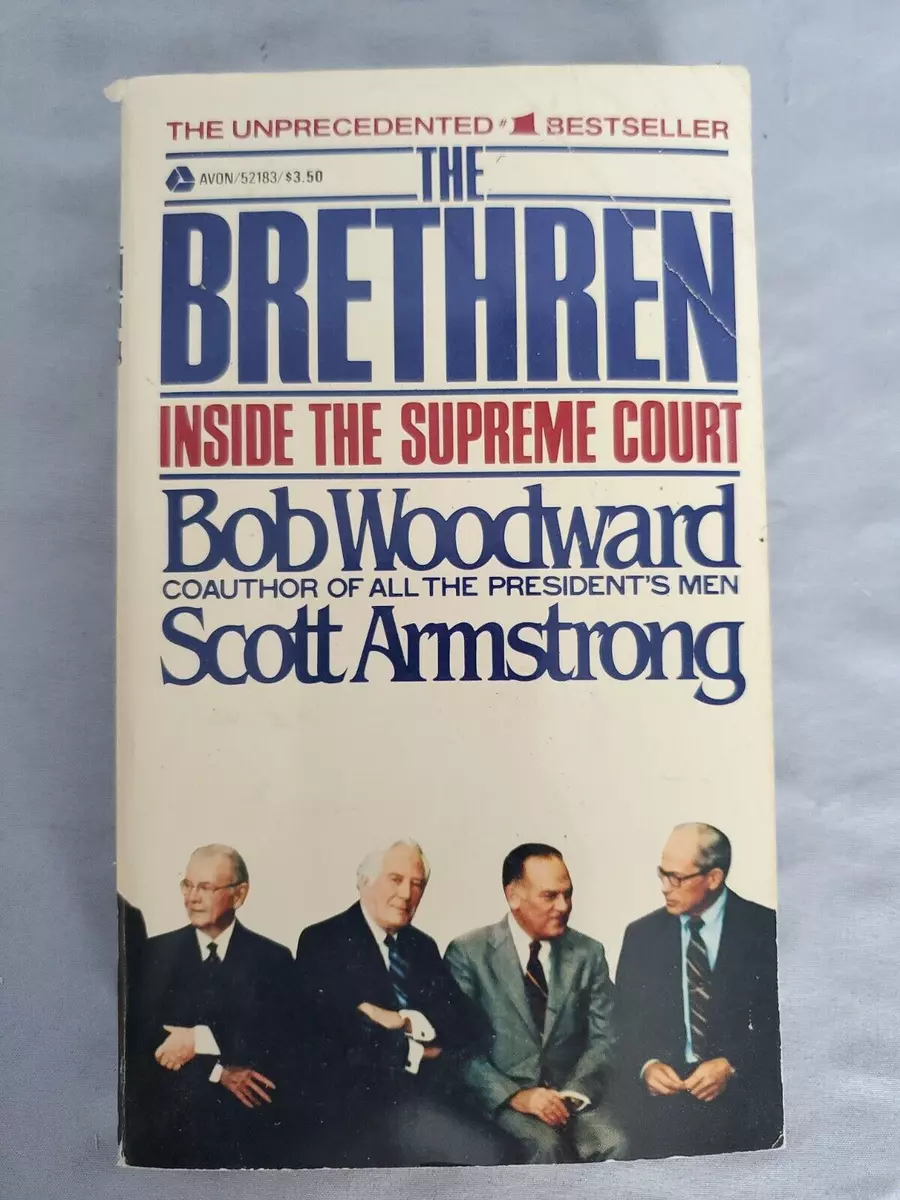 THE UNPRECEDENTED #1 BESTSELLER
AVON/52183/$3.50
THE
BRETHREN
INSIDE THE SUPREME COURT
Bob Woodward
COAUTHOR OF ALL THE PRESIDENT'S MEN
Scott Armstrong